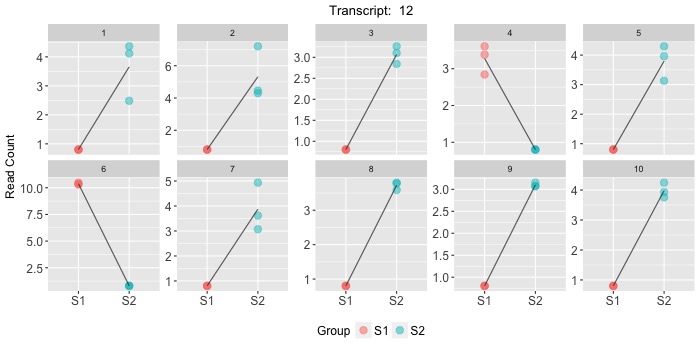 Transcript: 12
1 2 3 4 5
4 3 2 1
6 4 2
3.0 2.5 2.0 1.5 1.0
3 2 1
4 3 2 1
Read Count
6 7 8 9 10
10.0 7.5 5.0 2.5
5 4 3 2 1
3 2 1
3.0 2.5 2.0 1.5 1.0
4 3 2 1
S1 S2 S1 S2 S1 S2 S1 S2 S1 S2
Group S1 S2